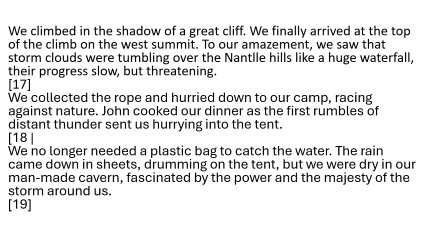 We climbed in the shadow of a great cliff. We finally arrived at the top
of the climb on the west summit. To our amazement, we saw that
storm clouds were tumbling over the Nantlle hills like a huge waterfall,
their progress slow, but threatening.
[17]
We collected the rope and hurried down to our camp, racing
against nature. John cooked our dinner as the first rumbles of
distant thunder sent us hurrying into the tent.
[18 |
We no longer needed a plastic bag to catch the water. The rain
came down in sheets, drumming on the tent, but we were dry in our
man-made cavern, fascinated by the power and the majesty of the
storm around us.
[19]